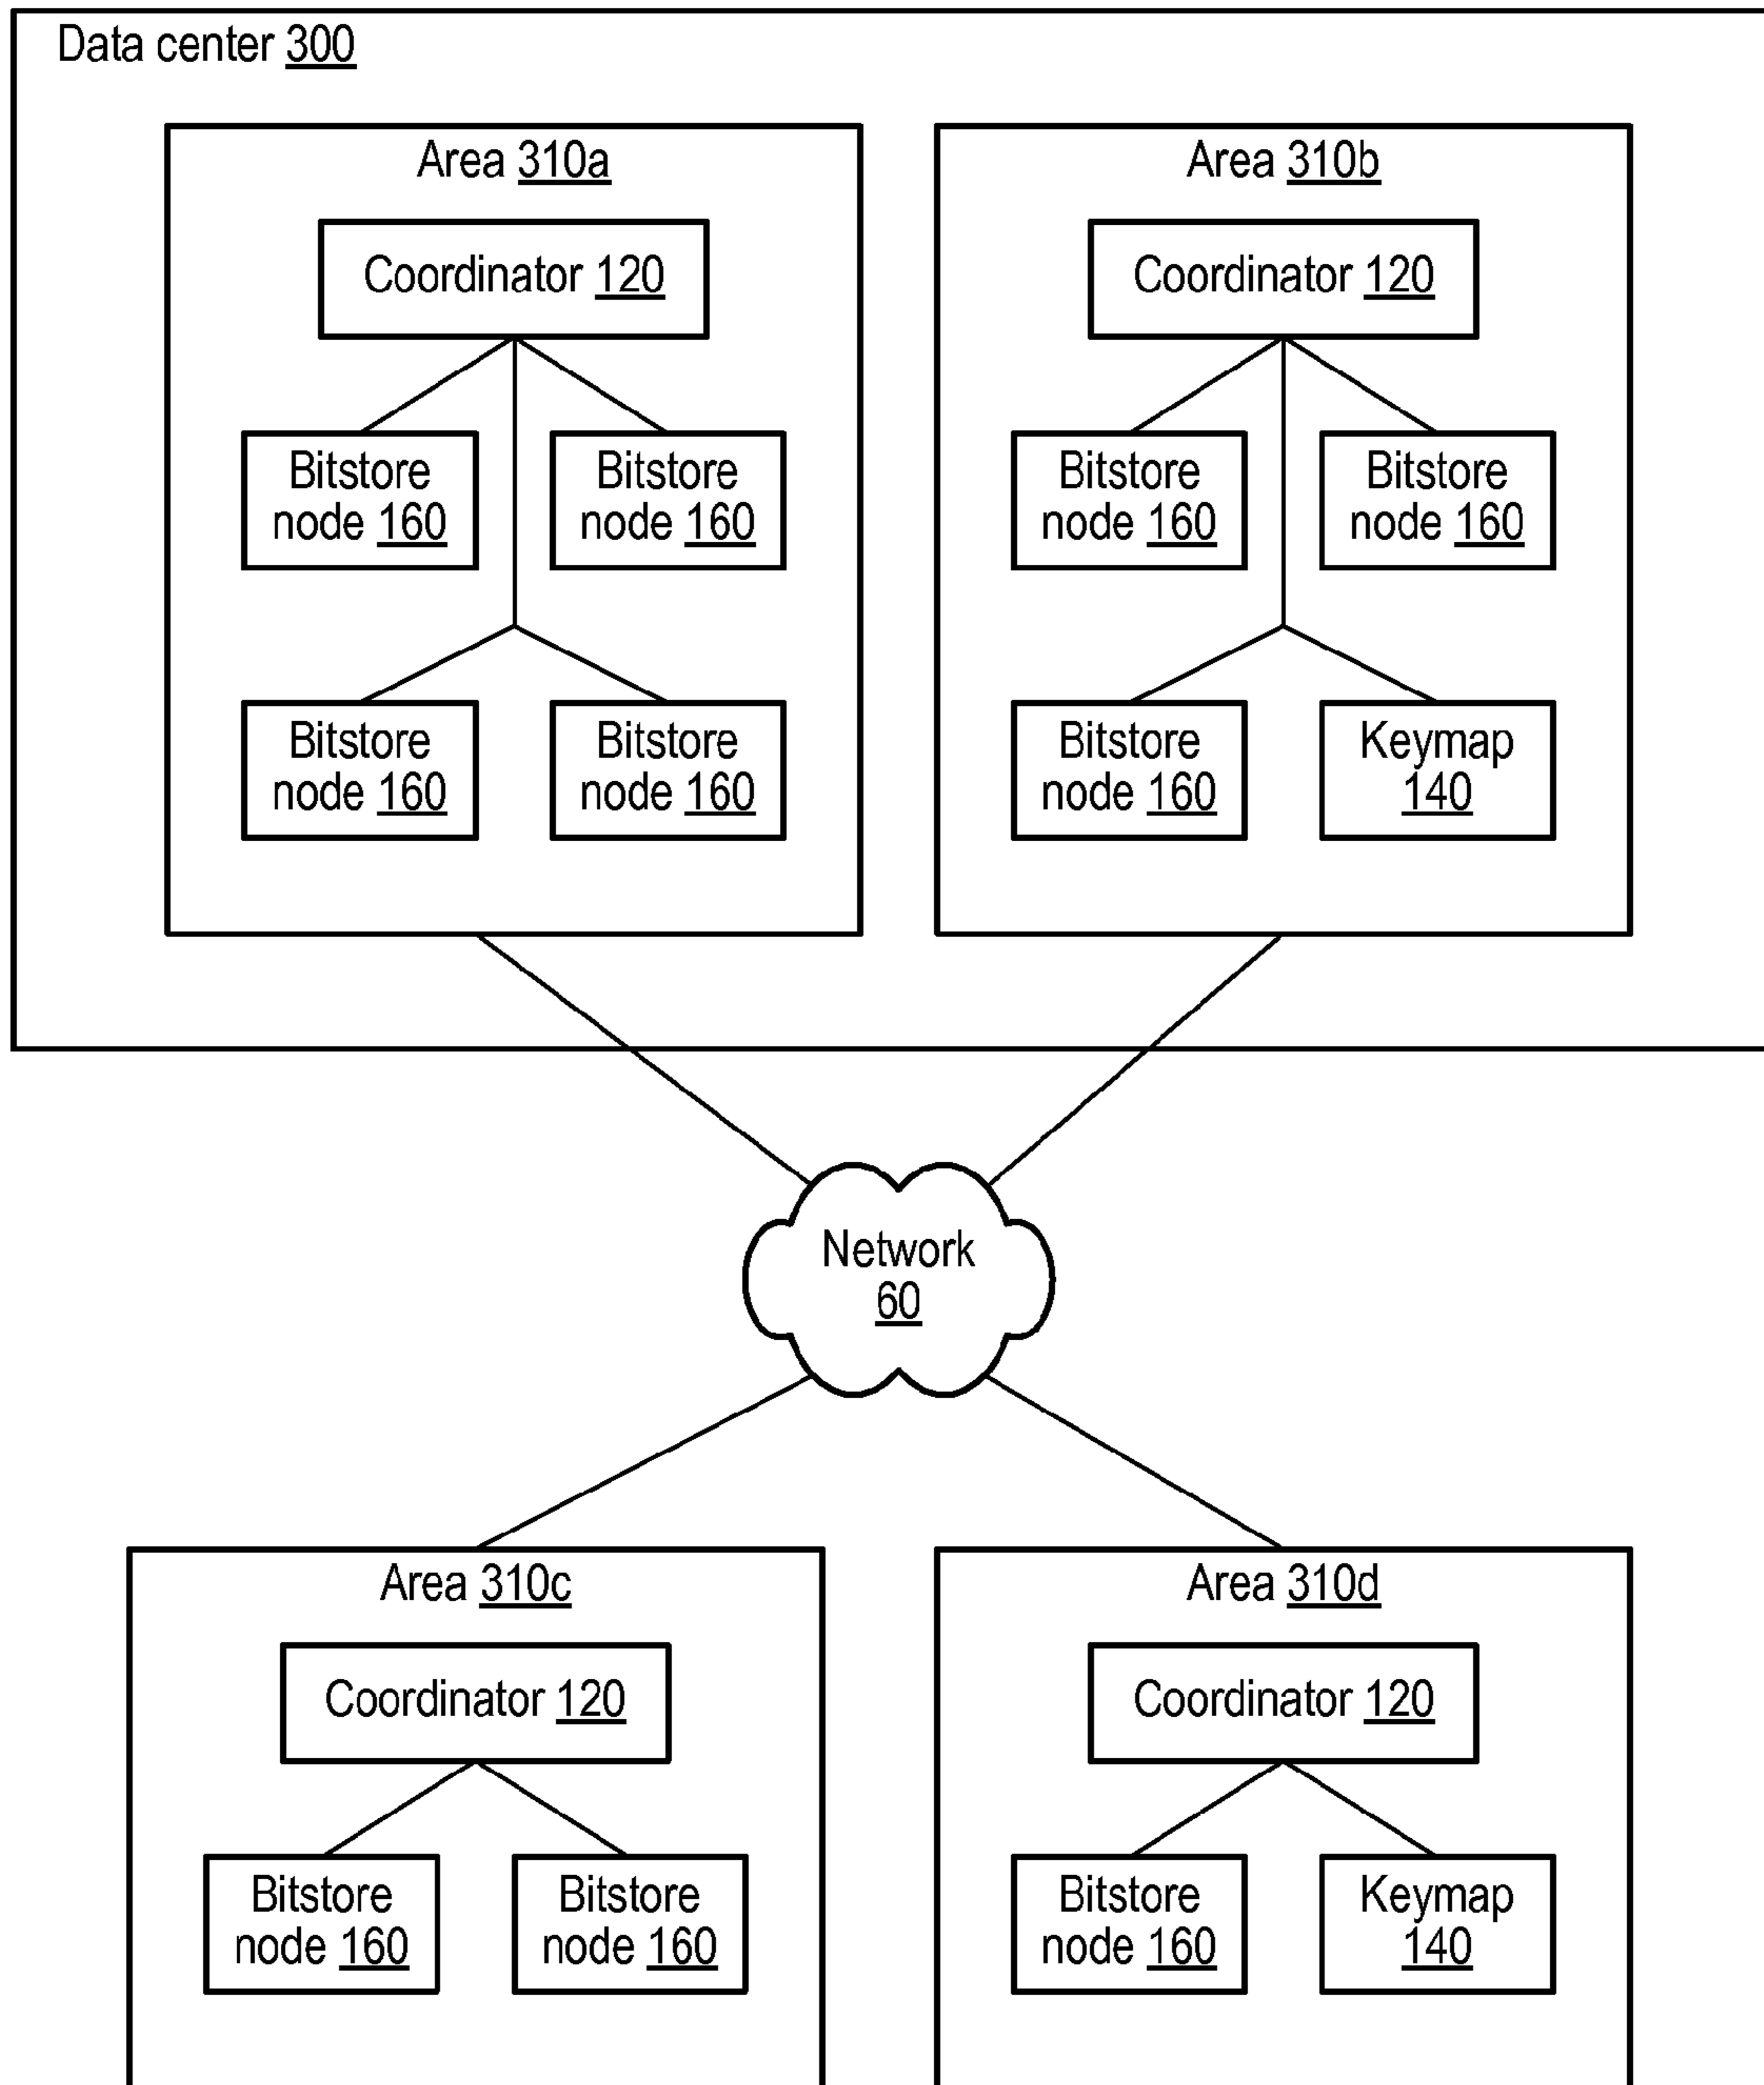 Data center 300
Area 310a
Coordinator 120
Bitstore
node 160
Bitstore
node 160
Bitstore
node 160
Bitstore
node 160
Area 310b
Coordinator 120
Bitstore
node 160
Bitstore
node 160
Bitstore
node 160
Keymap
140
Network
60
Area 310c
Coordinator 120
Bitstore
node 160
Bitstore
node 160
Area 310d
Coordinator 120
Bitstore
node 160
Keymap
140